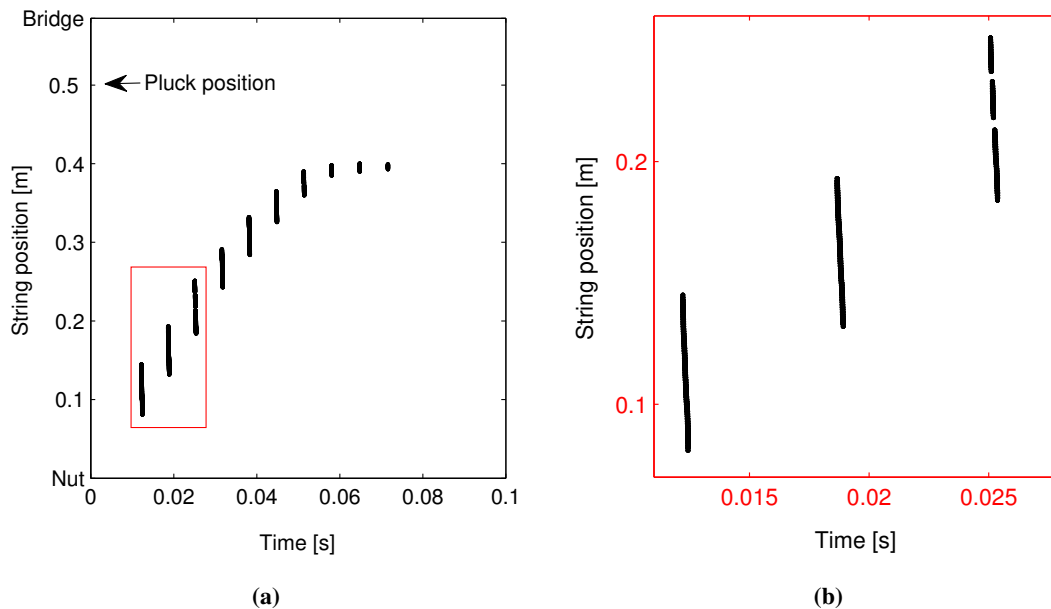 Bridge
0.5
Pluck position
0.4
0.3
0.2
0.1
Nut
String position [m]
0
0.02
0.04
0.06
0.08
0.1
Time [s]
(a)
0.2
0.1
String position [m]
0.015
0.02
0.025
Time [s]
(b)